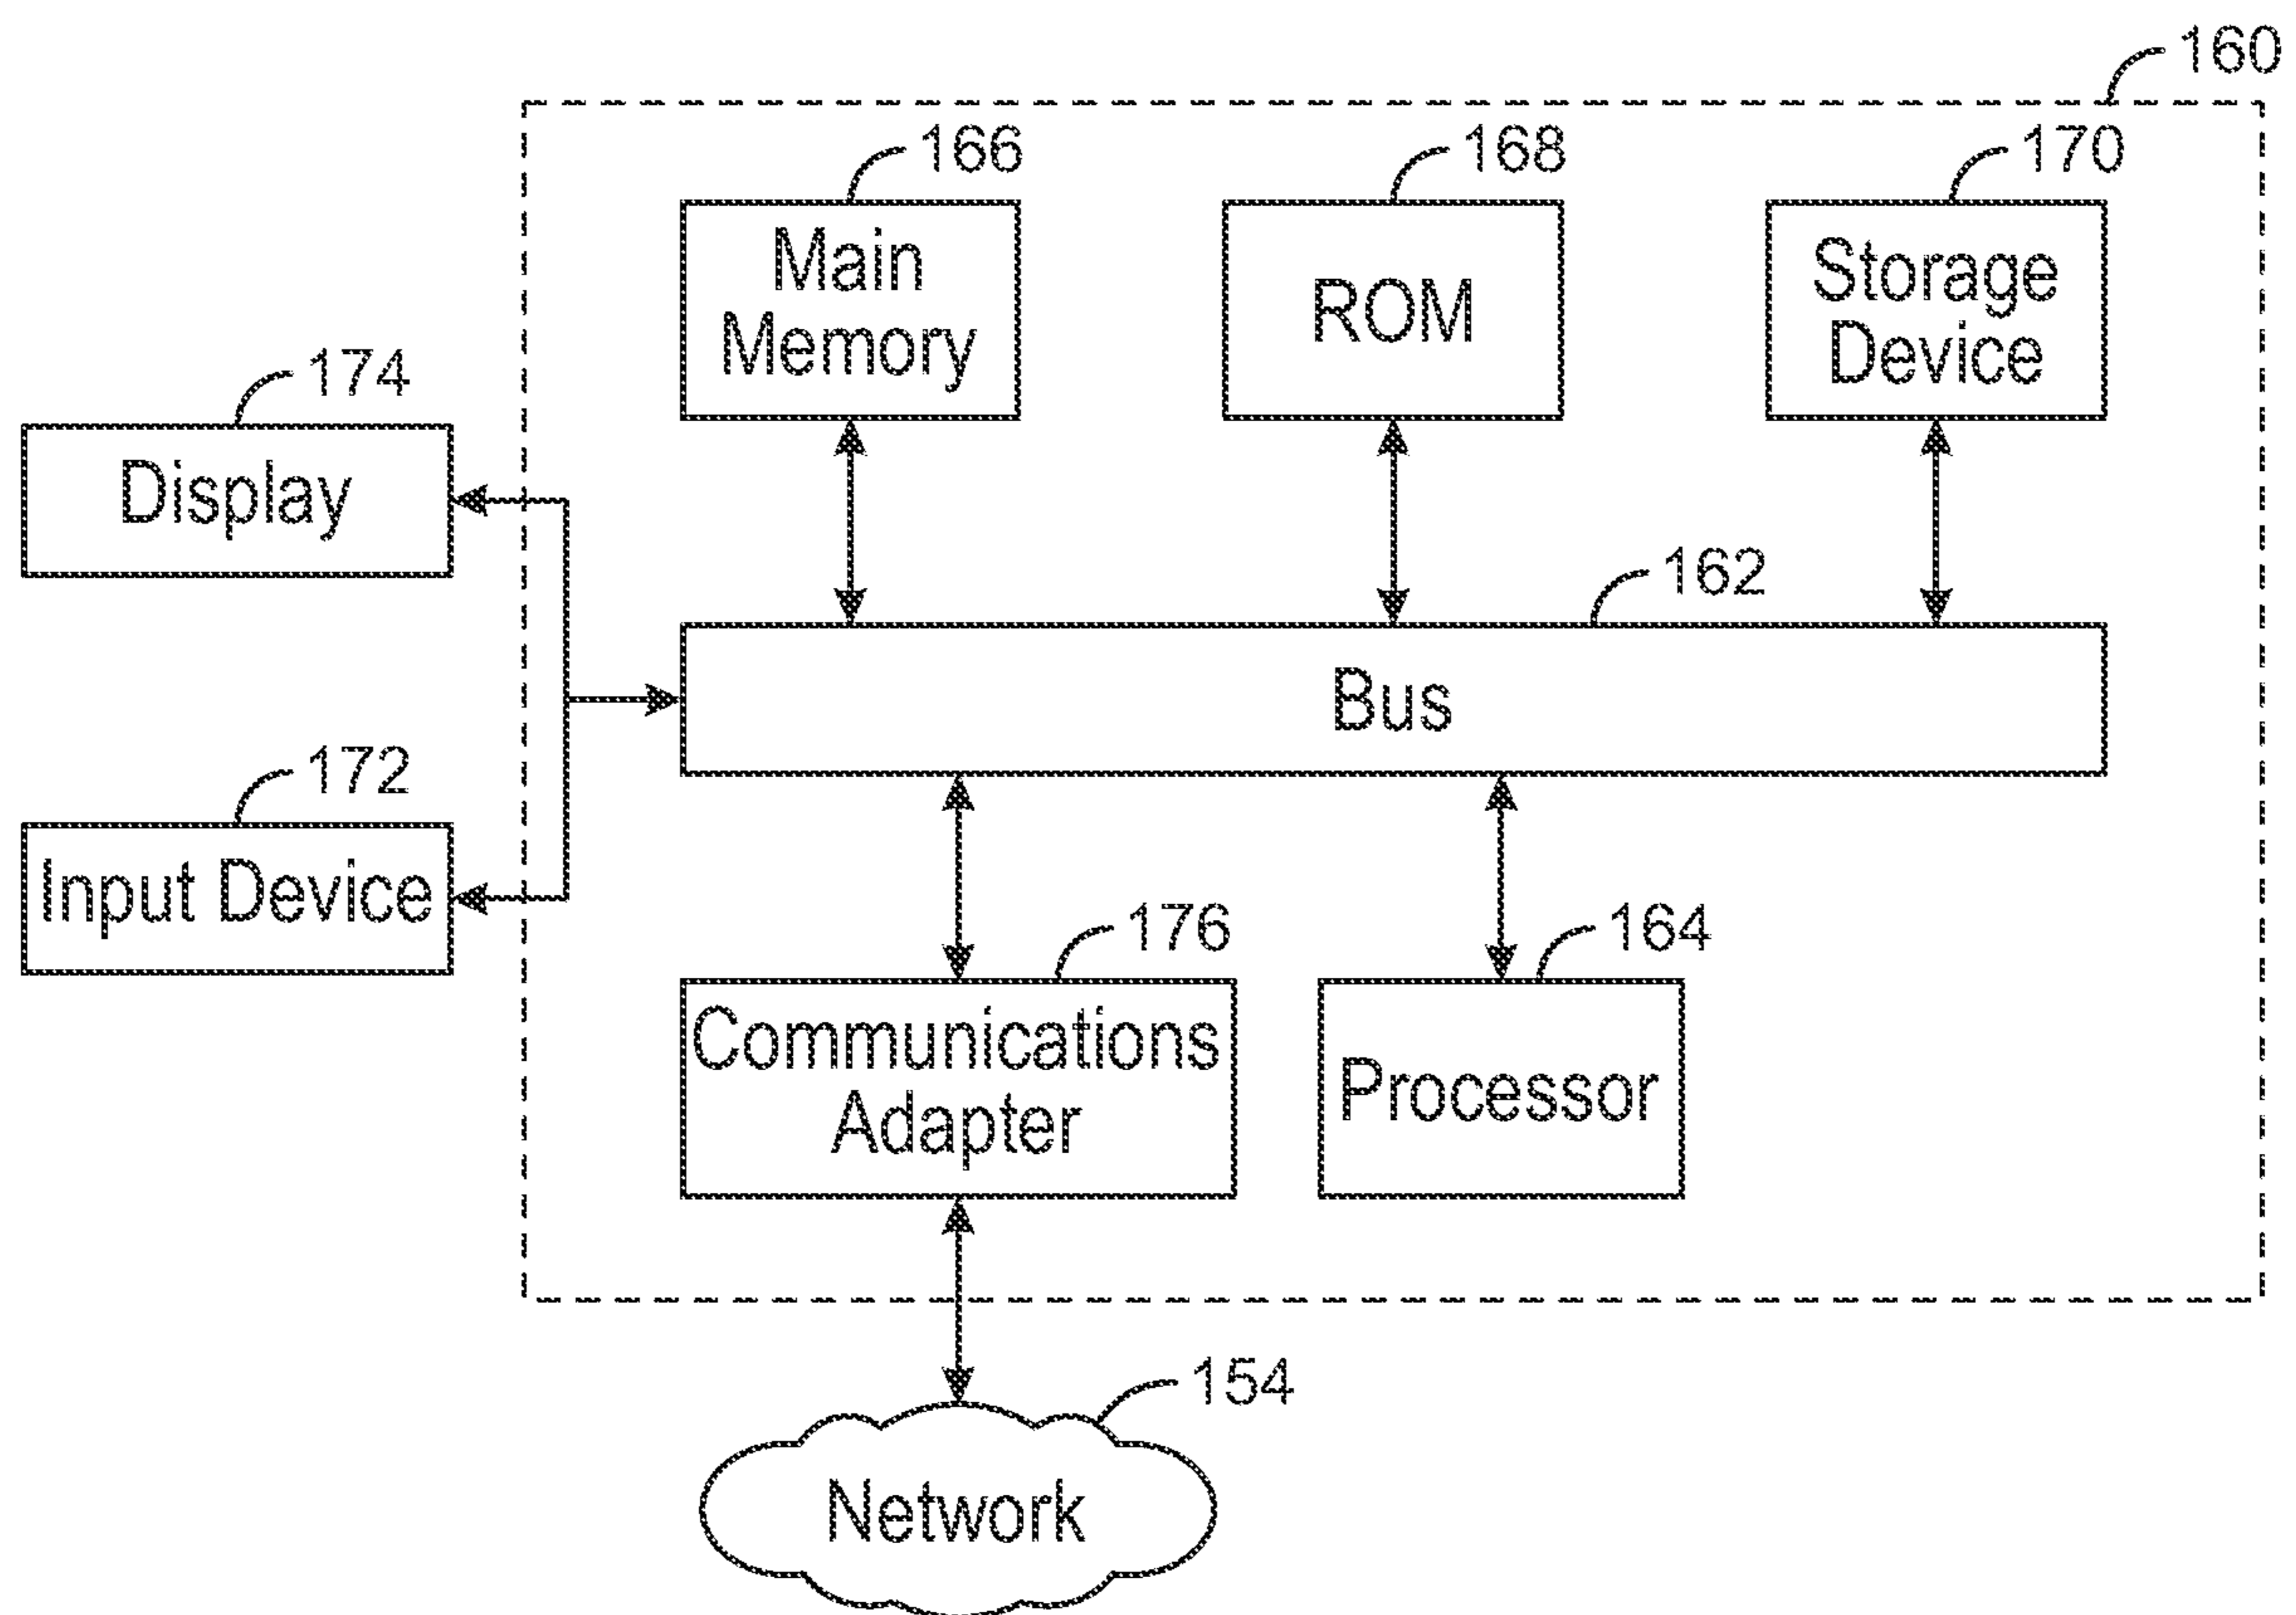 160
166
168
170
Main
Memory
ROM
Storage
Device
174
Display
162
Bus
172
Input Device
176
164
Communications
Adapter
Processor
154
Network